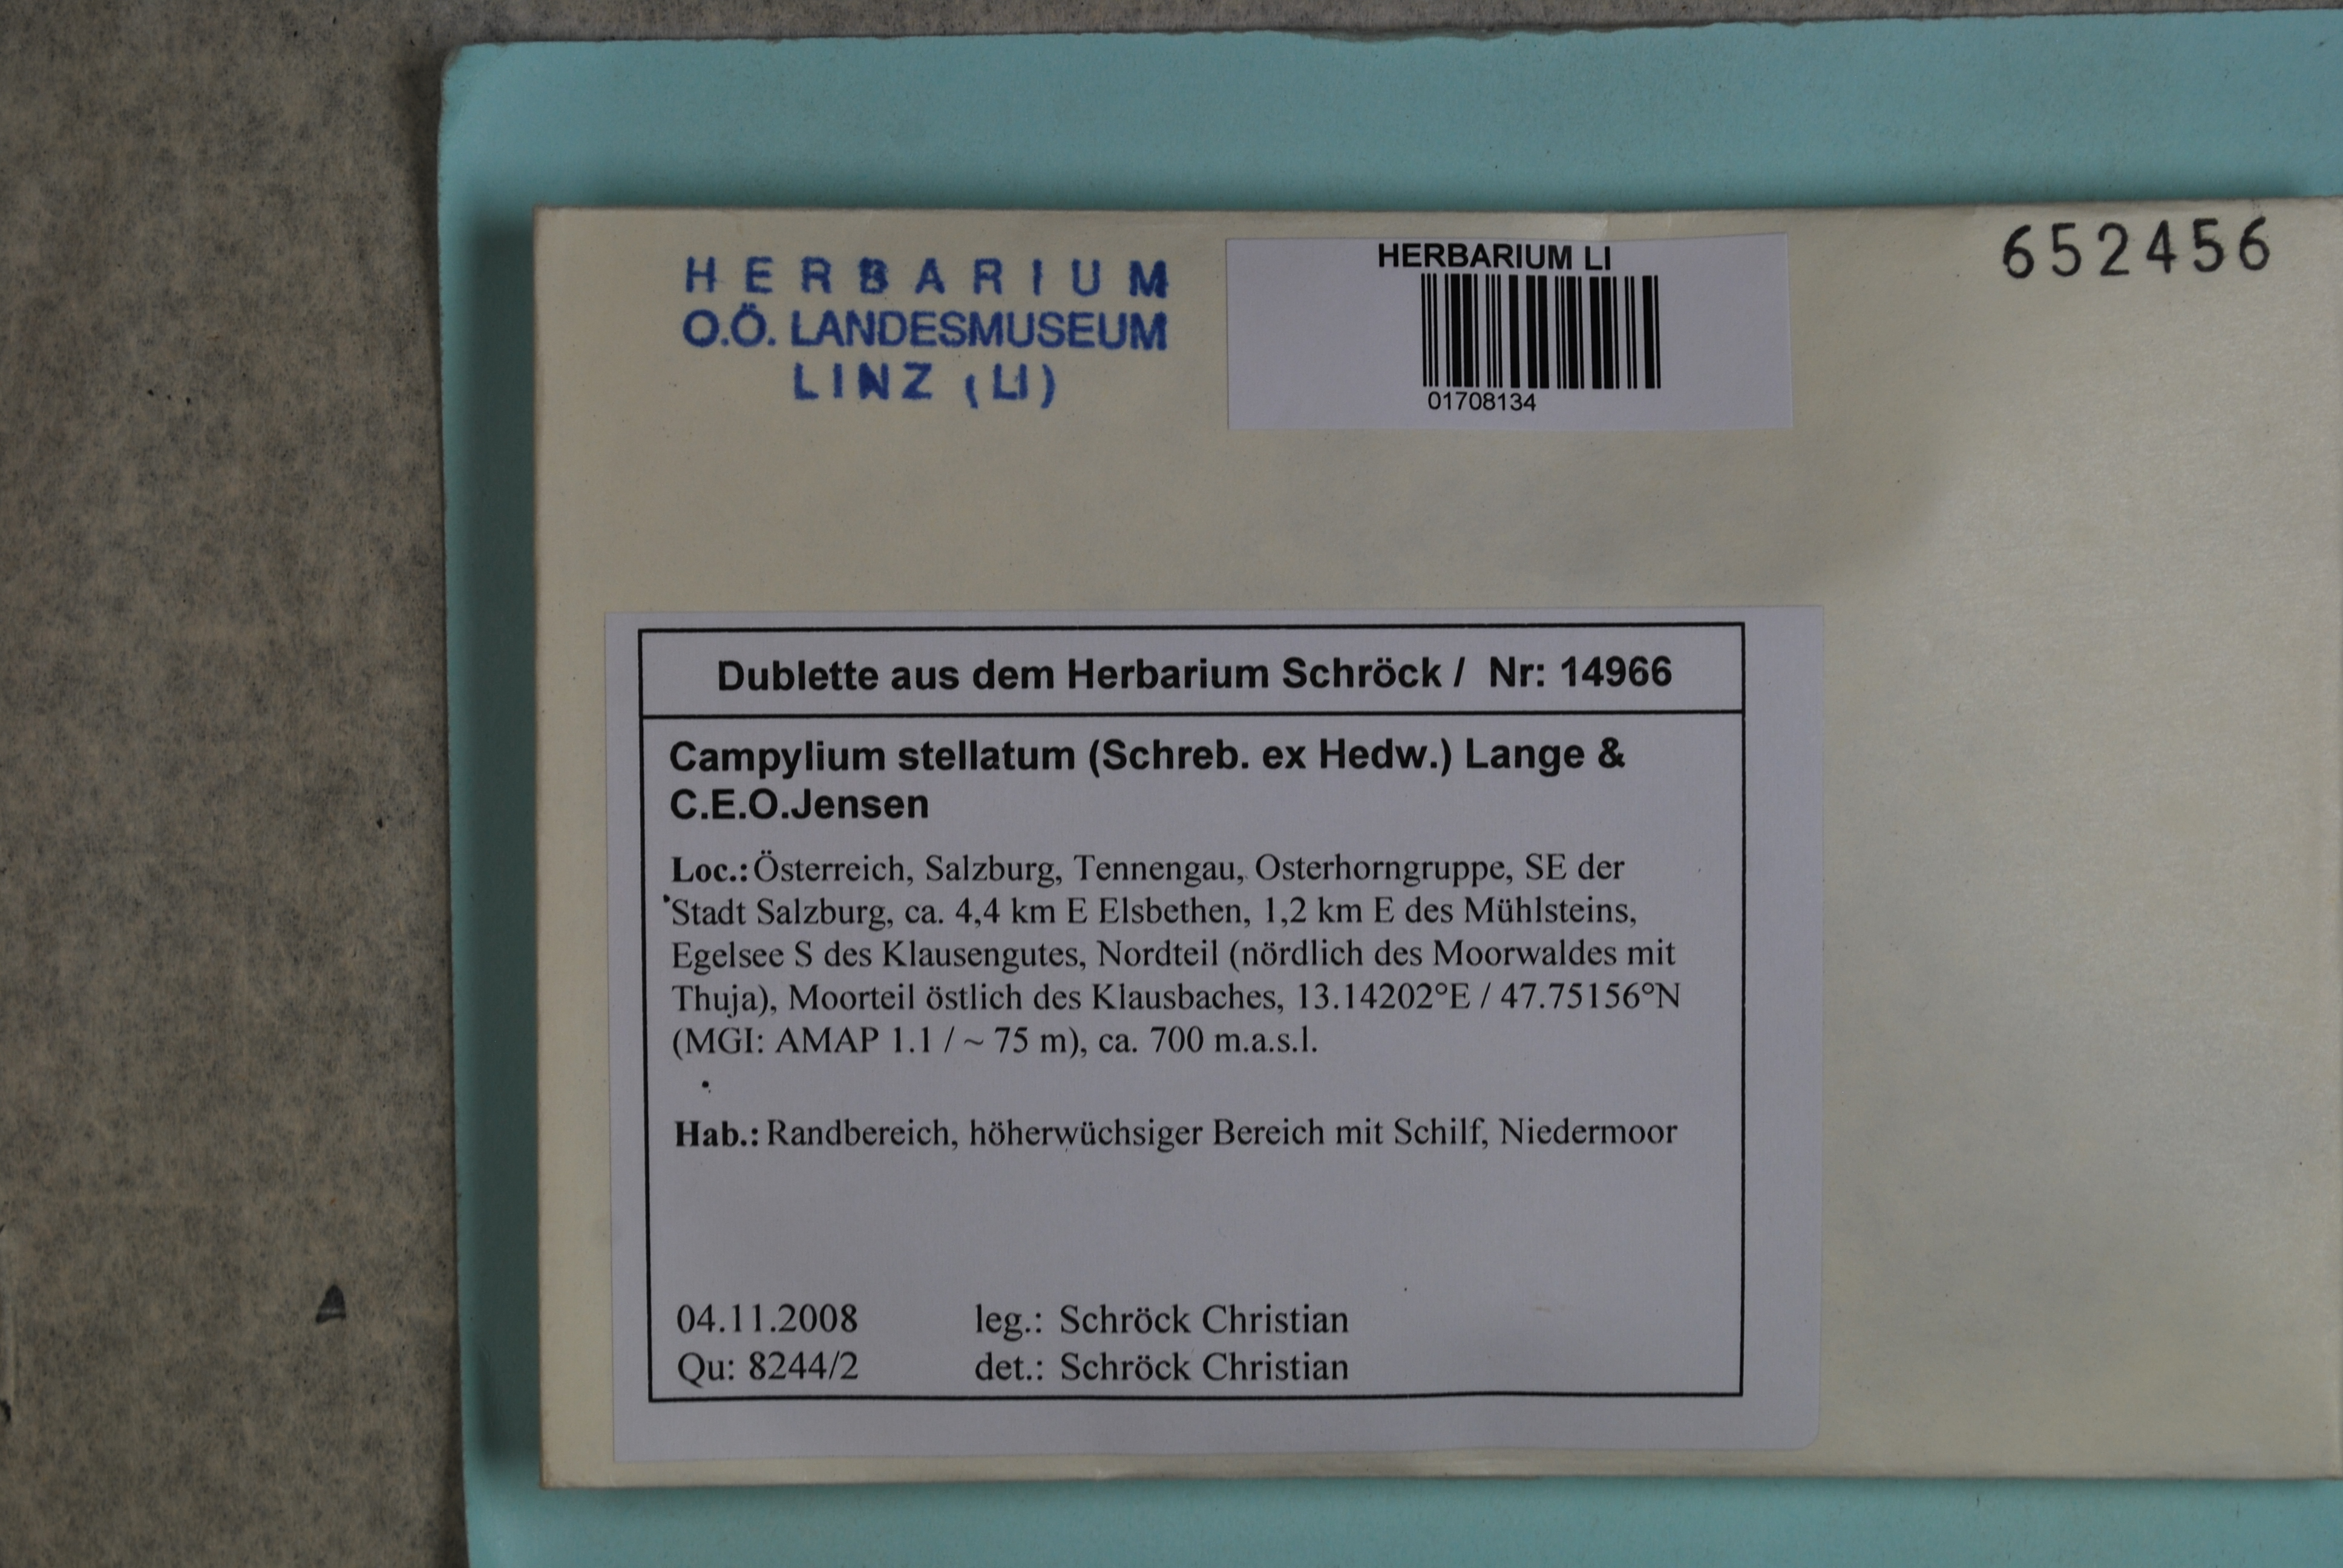 HERBARIUM
O.Ö. LANDESMUSEUM
LINZ (LI)
HERBARIUM LI
01708134
652456
Dublette aus dem Herbarium Schröck / Nr: 14966
Campylium stellatum (Schreb. ex Hedw.) Lange &
C.E.O.Jensen
Loc.: Österreich, Salzburg, Tennengau, Osterhorngruppe, SE der
Stadt Salzburg, ca. 4,4 km E Elsbethen, 1,2 km E des Mühlsteins,
Egelsee S des Klausengutes, Nordteil (nördlich des Moorwaldes mit
Thuja), Moorteil östlich des Klausbaches, 13.14202°E / 47.75156°N
(MGI: AMAP 1.1 / ~ 75 m), ca. 700 m.a.s.l.
Hab.: Randbereich, höherwüchsiger Bereich mit Schilf, Niedermoor
04.11.2008 leg.: Schröck Christian
Qu: 8244/2 det.: Schröck Christian